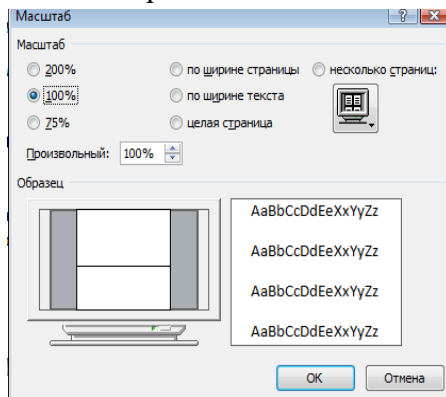 Масштаб
Масштаб
200%
по ширине страницы
несколько страниц:
100%
по ширине текста
75%
целая страница
Произвольный: 100%
Образец
AaBbCcDdEeXxYyZz
AaBbCcDdEeXxYyZz
AaBbCcDdEeXxYyZz
AaBbCcDdEeXxYyZz
ОК
Отмена